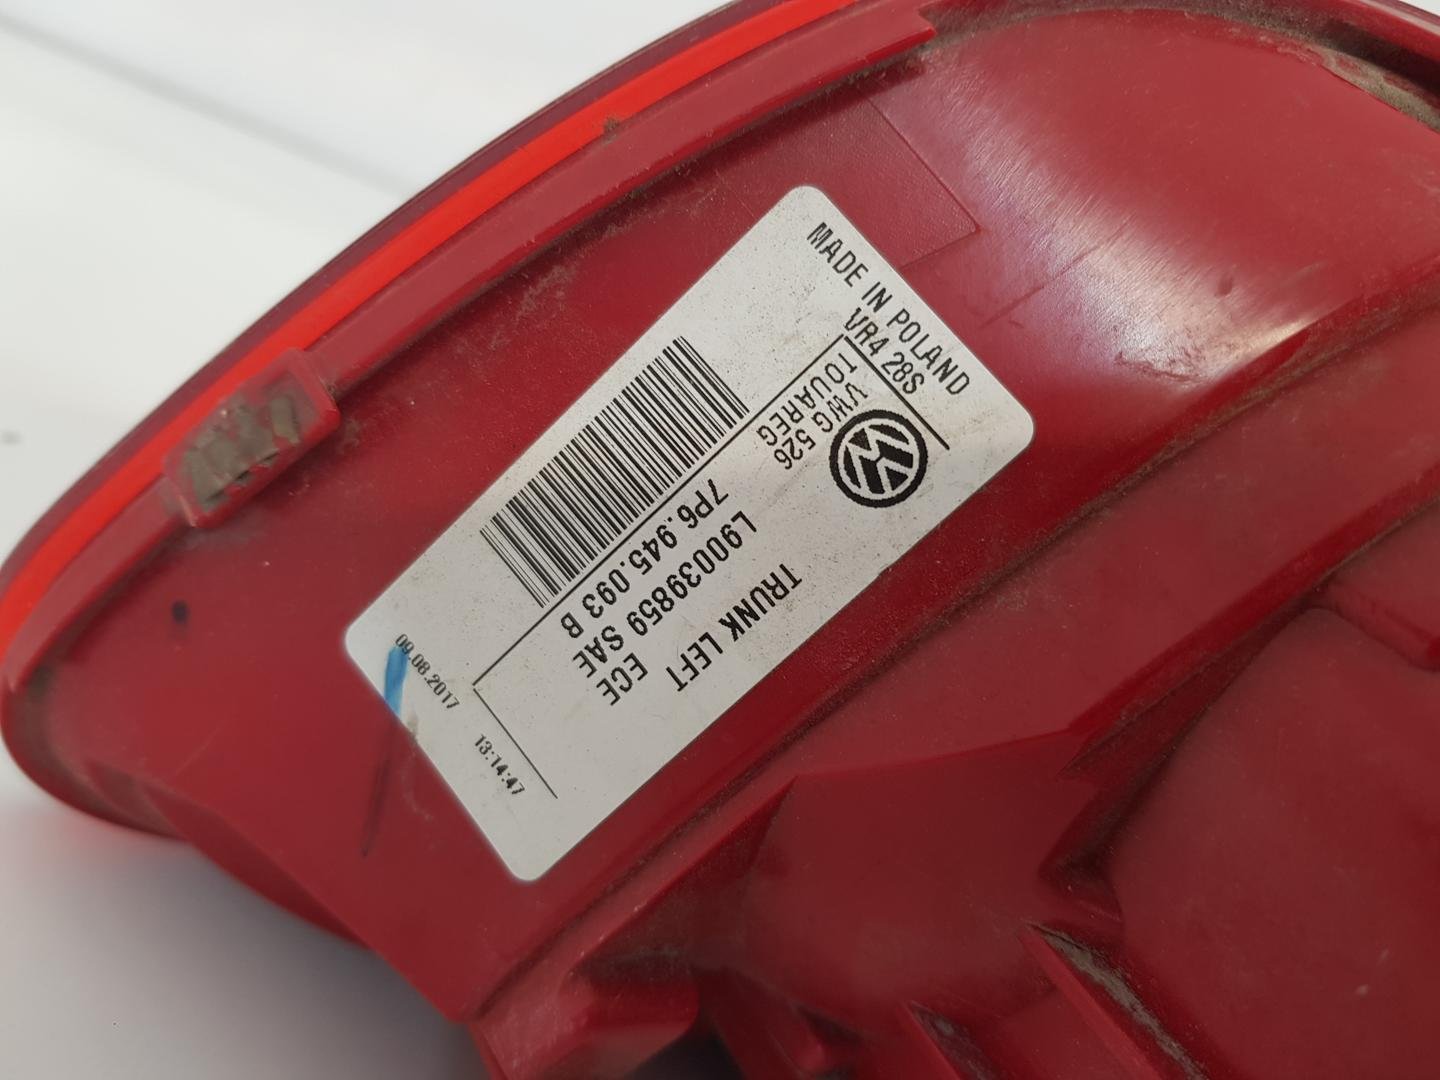 MADE IN POLAND
VR4 28S
VWG 526
TOUAREG
TRUNK LEFT
L90039859 SAE ECE
7P6.945.093 B
09.08.2017
13:14:47